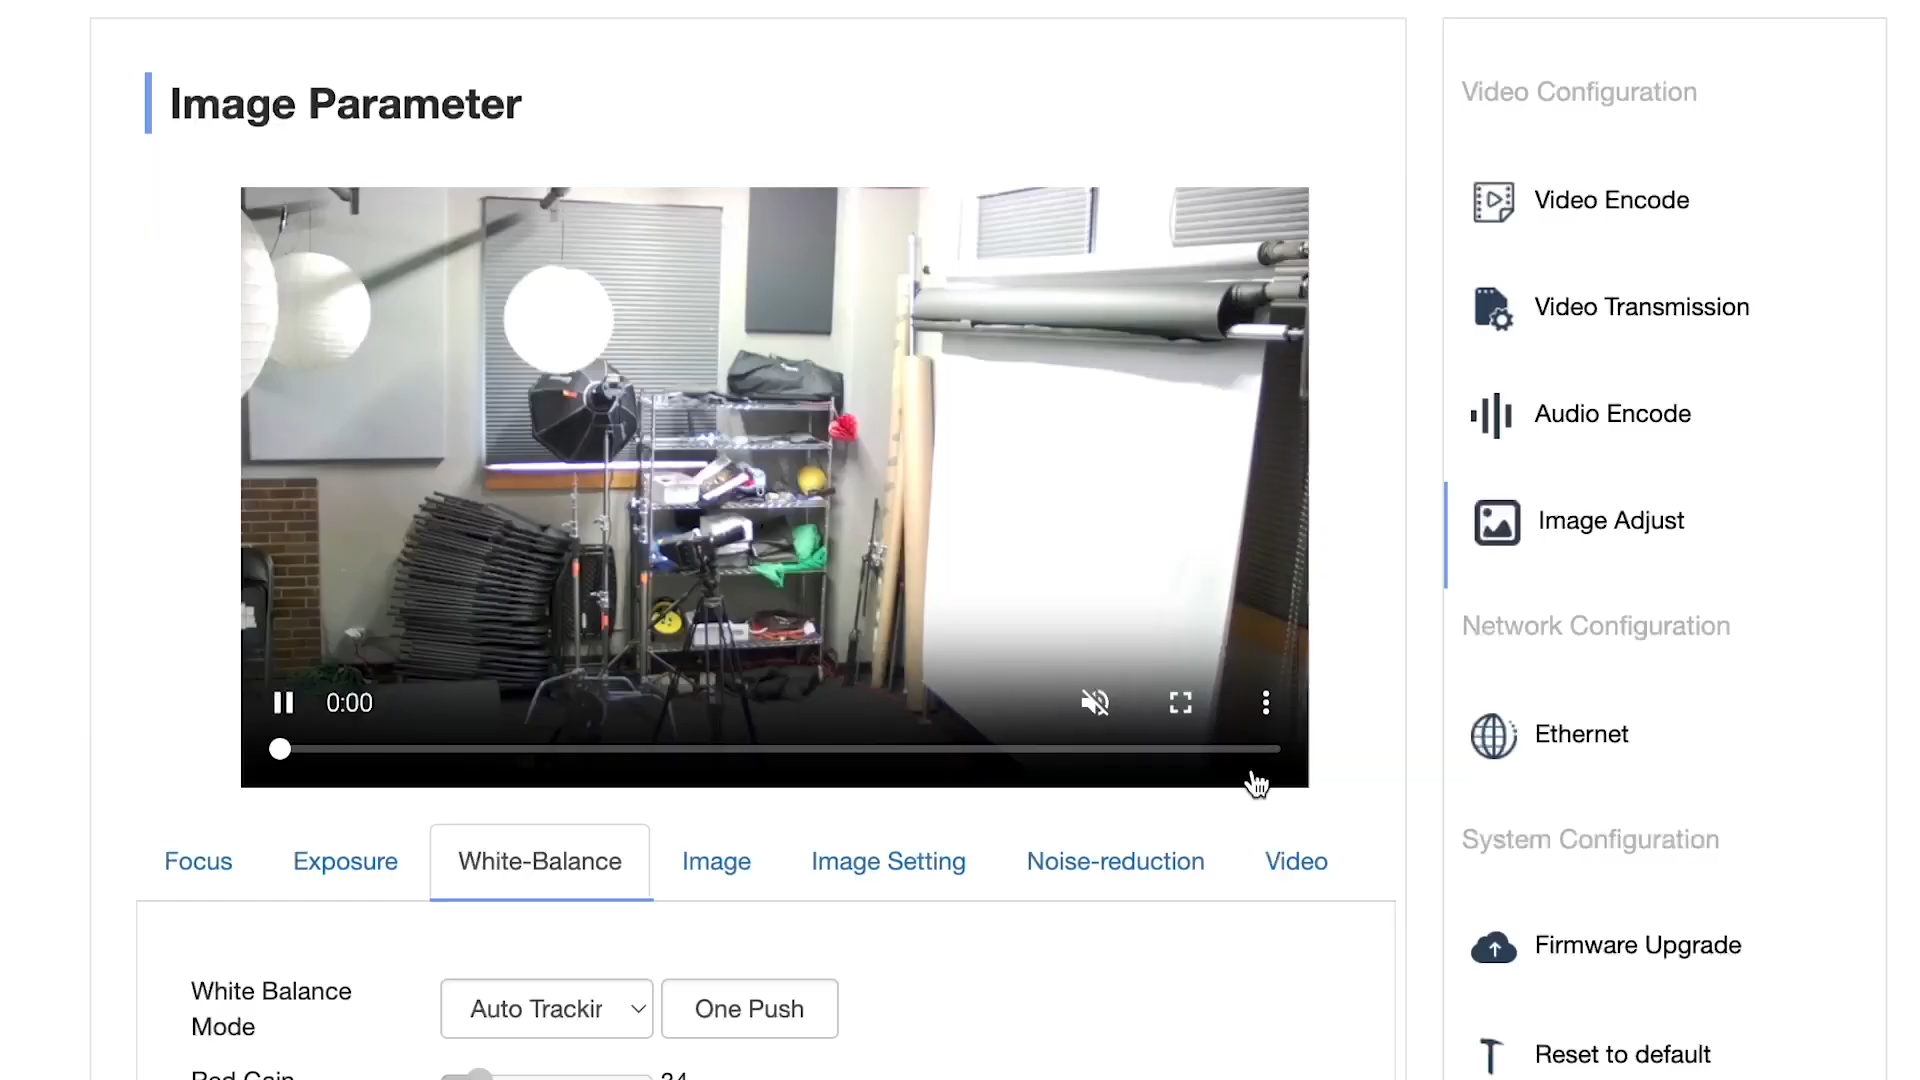 Image Parameter
0:00
Focus
Exposure
White-Balance
Image
Image Setting
Noise-reduction
Video
White Balance
Mode
Auto Trackir
One Push
Video Configuration
Video Encode
Video Transmission
Audio Encode
Image Adjust
Network Configuration
Ethernet
System Configuration
Firmware Upgrade
Reset to default